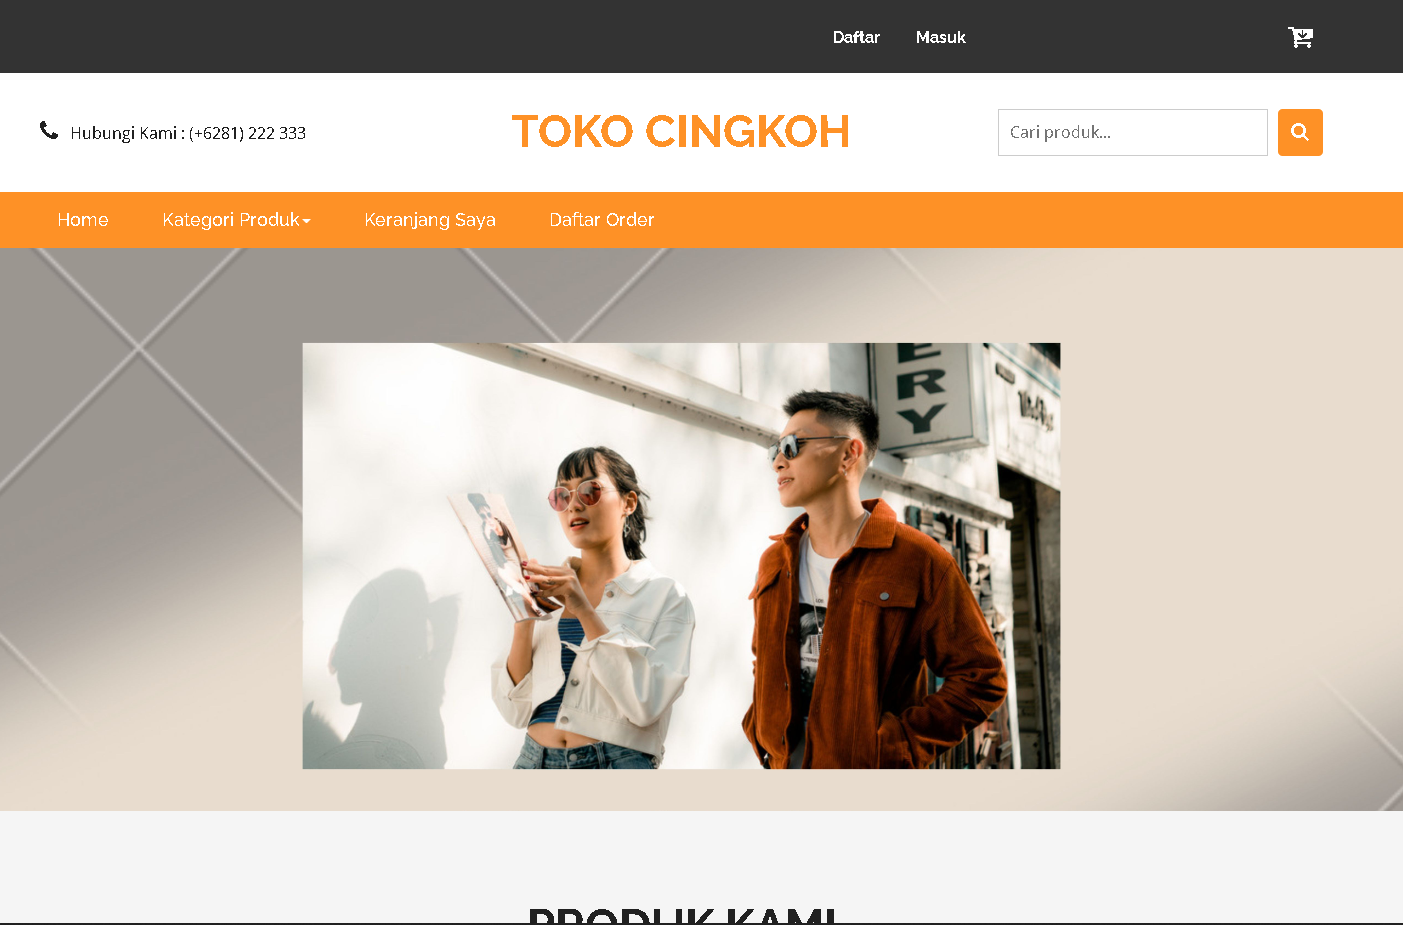 Daftar Masuk
Hubungi Kami : (+6281) 222 333
TOKO CINGKOH
Cari produk...
Home Kategori Produk Keranjang Saya Daftar Order
ERY
PRODUK KAMI